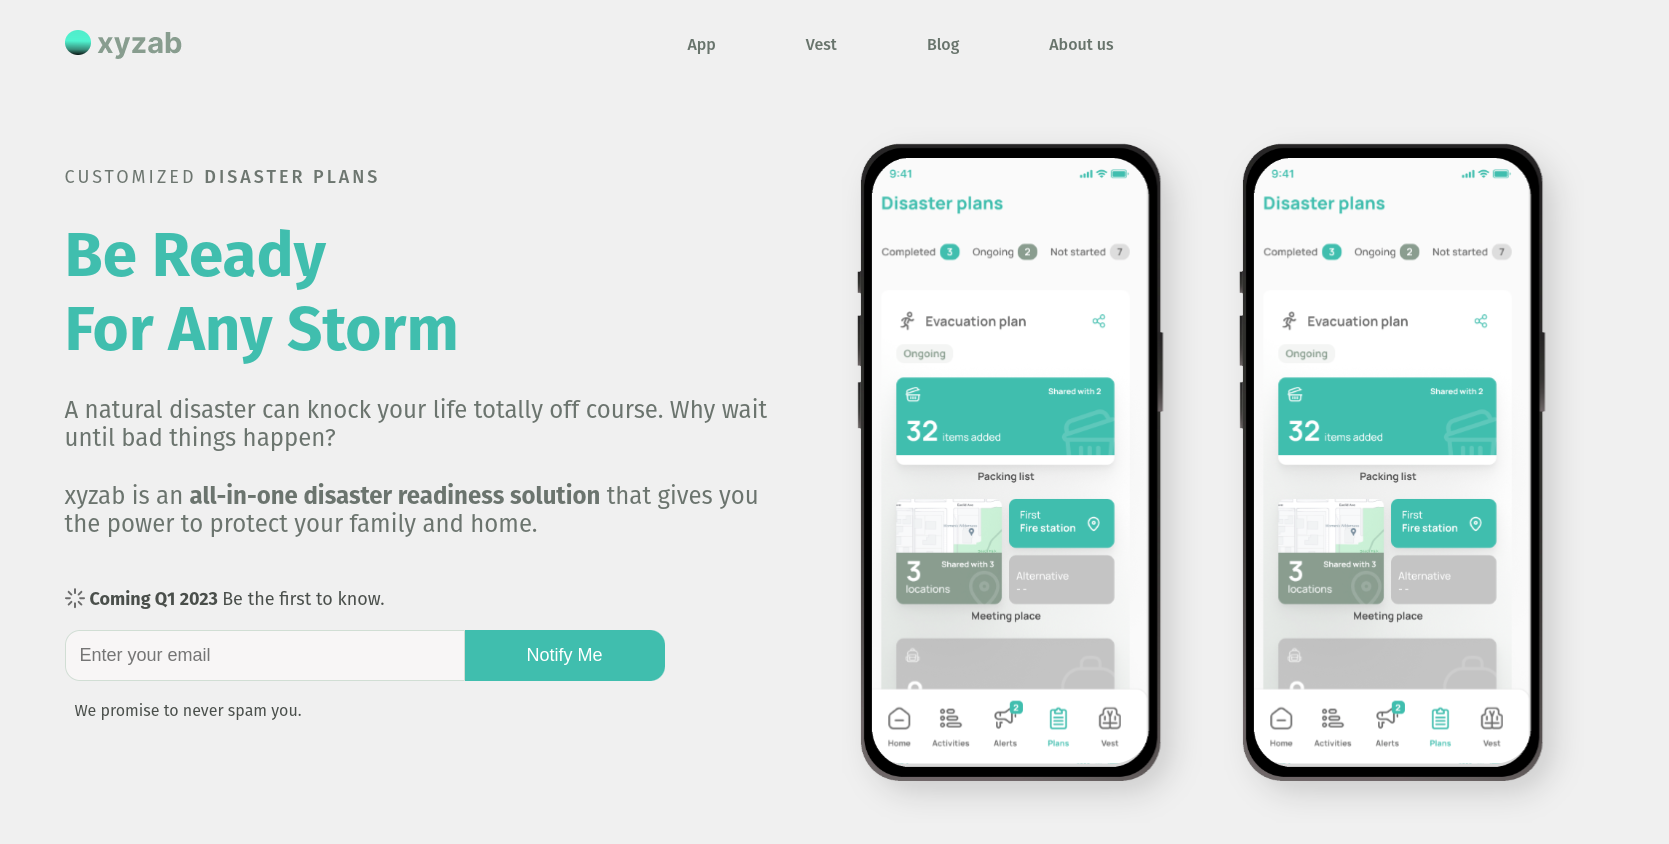 xyzab
App
Vest
Blog
About us
CUSTOMIZED DISASTER PLANS
Be Ready
For Any Storm
A natural disaster can knock your life totally off course. Why wait
until bad things happen?
xyzab is an all-in-one disaster readiness solution that gives you
the power to protect your family and home.
Coming Q1 2023 Be the first to know.
Enter your email
Notify Me
We promise to never spam you.
9:41
Disaster plans
Completed 3 Ongoing 2 Not started 7
Evacuation plan
Ongoing
Shared with 2
32 items added
Packing list
First
Fire station
Shared with 3
3
locations
Alternative
--
Meeting place
2
Home Activities Alerts Plans Vest
9:41
Disaster plans
Completed 3 Ongoing 2 Not started 7
Evacuation plan
Ongoing
Shared with 2
32 items added
Packing list
First
Fire station
Shared with 3
3
locations
Alternative
--
Meeting place
2
Home Activities Alerts Plans Vest